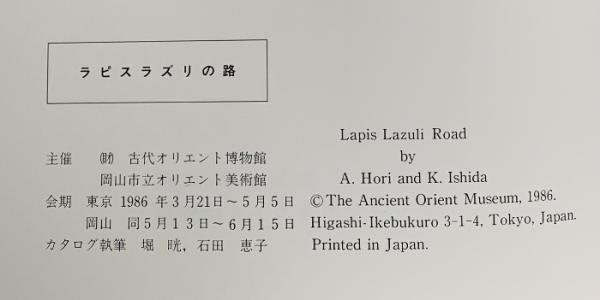 ラピスラズリの路
主催　㈶　古代オリエント博物館
岡山市立オリエント美術館
会期　東京 1986 年 3月21日～5月5日
岡山　同5月13日～6月15日
カタログ執筆　堀　晄，石田　恵子
Lapis Lazuli Road
by
A. Hori and K. Ishida
©The Ancient Orient Museum, 1986.
Higashi-Ikebukuro 3-1-4, Tokyo, Japan.
Printed in Japan.